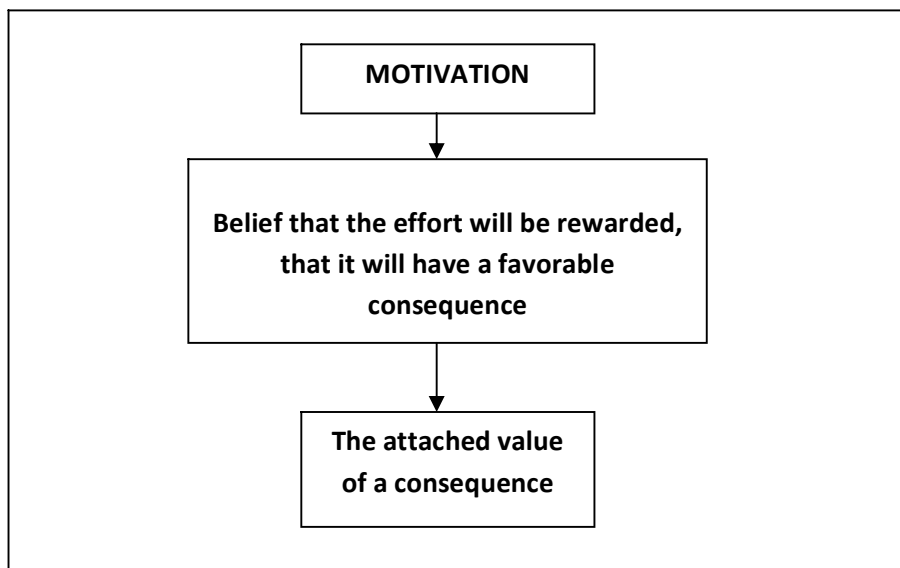 MOTIVATION
Belief that the effort will be rewarded,
that it will have a favorable
consequence
The attached value
of a consequence